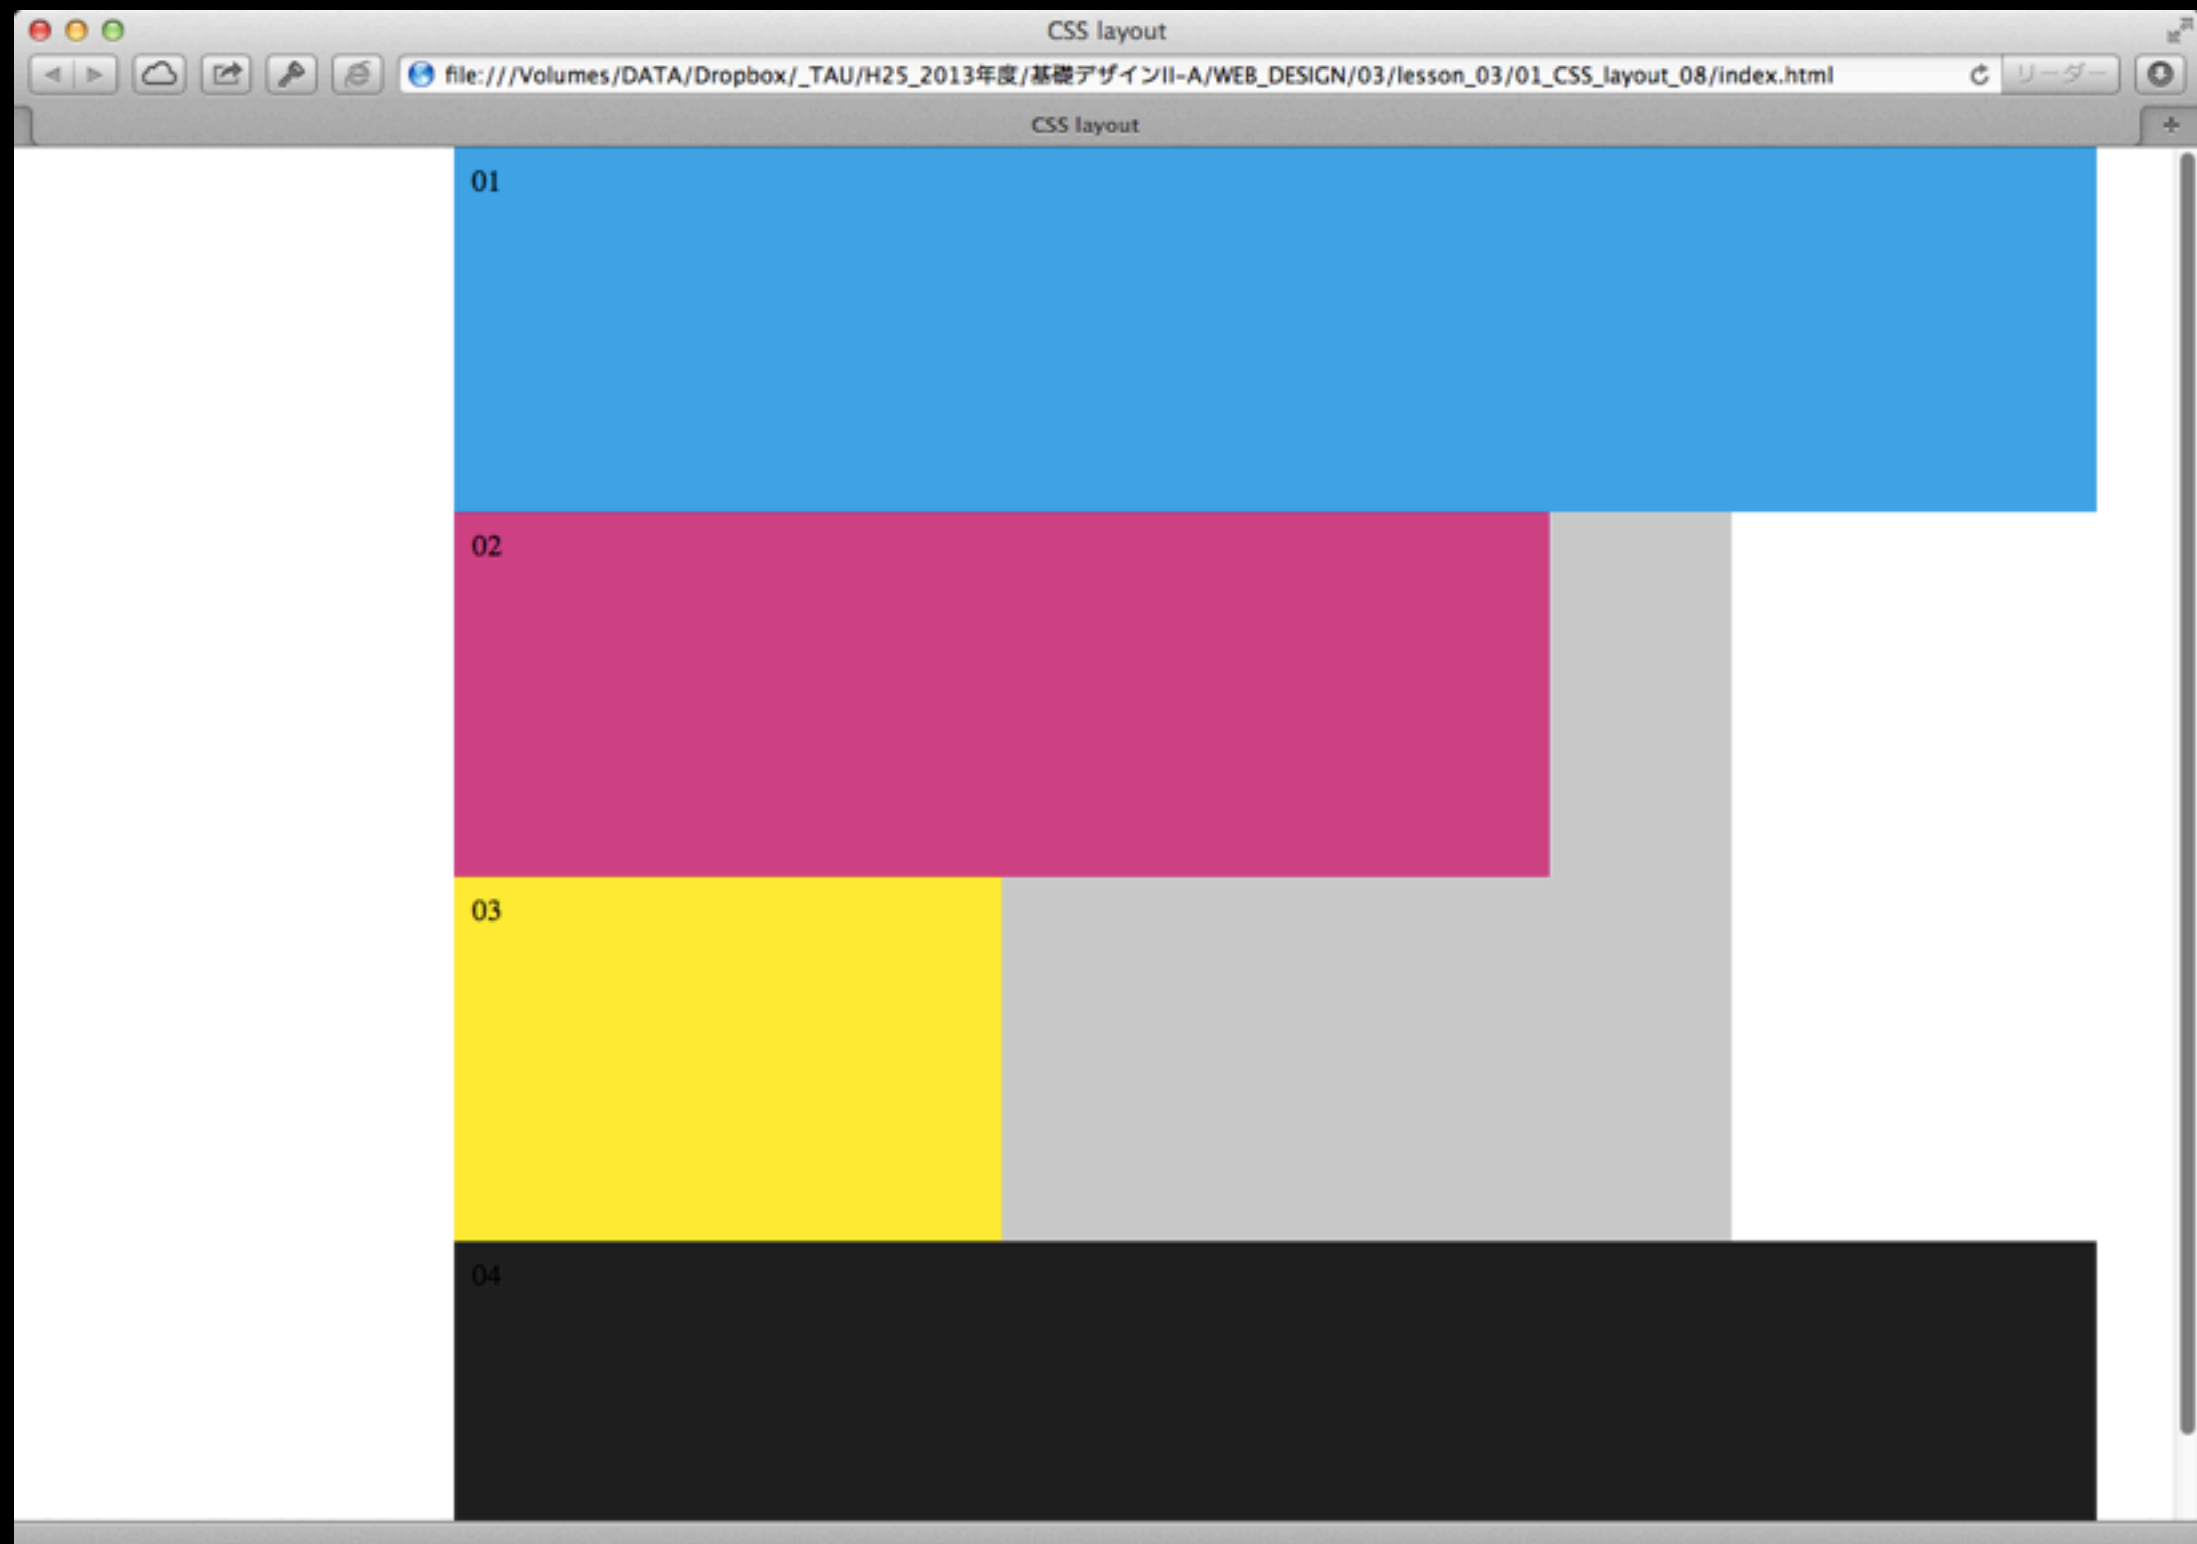 CSS layout
file:///Volumes/DATA/Dropbox/_TAU/H25_2013年度/基礎デザインII-A/WEB_DESIGN/03/lesson_03/01_CSS_layout_08/index.html
リーダー
CSS layout
01
02
03
04